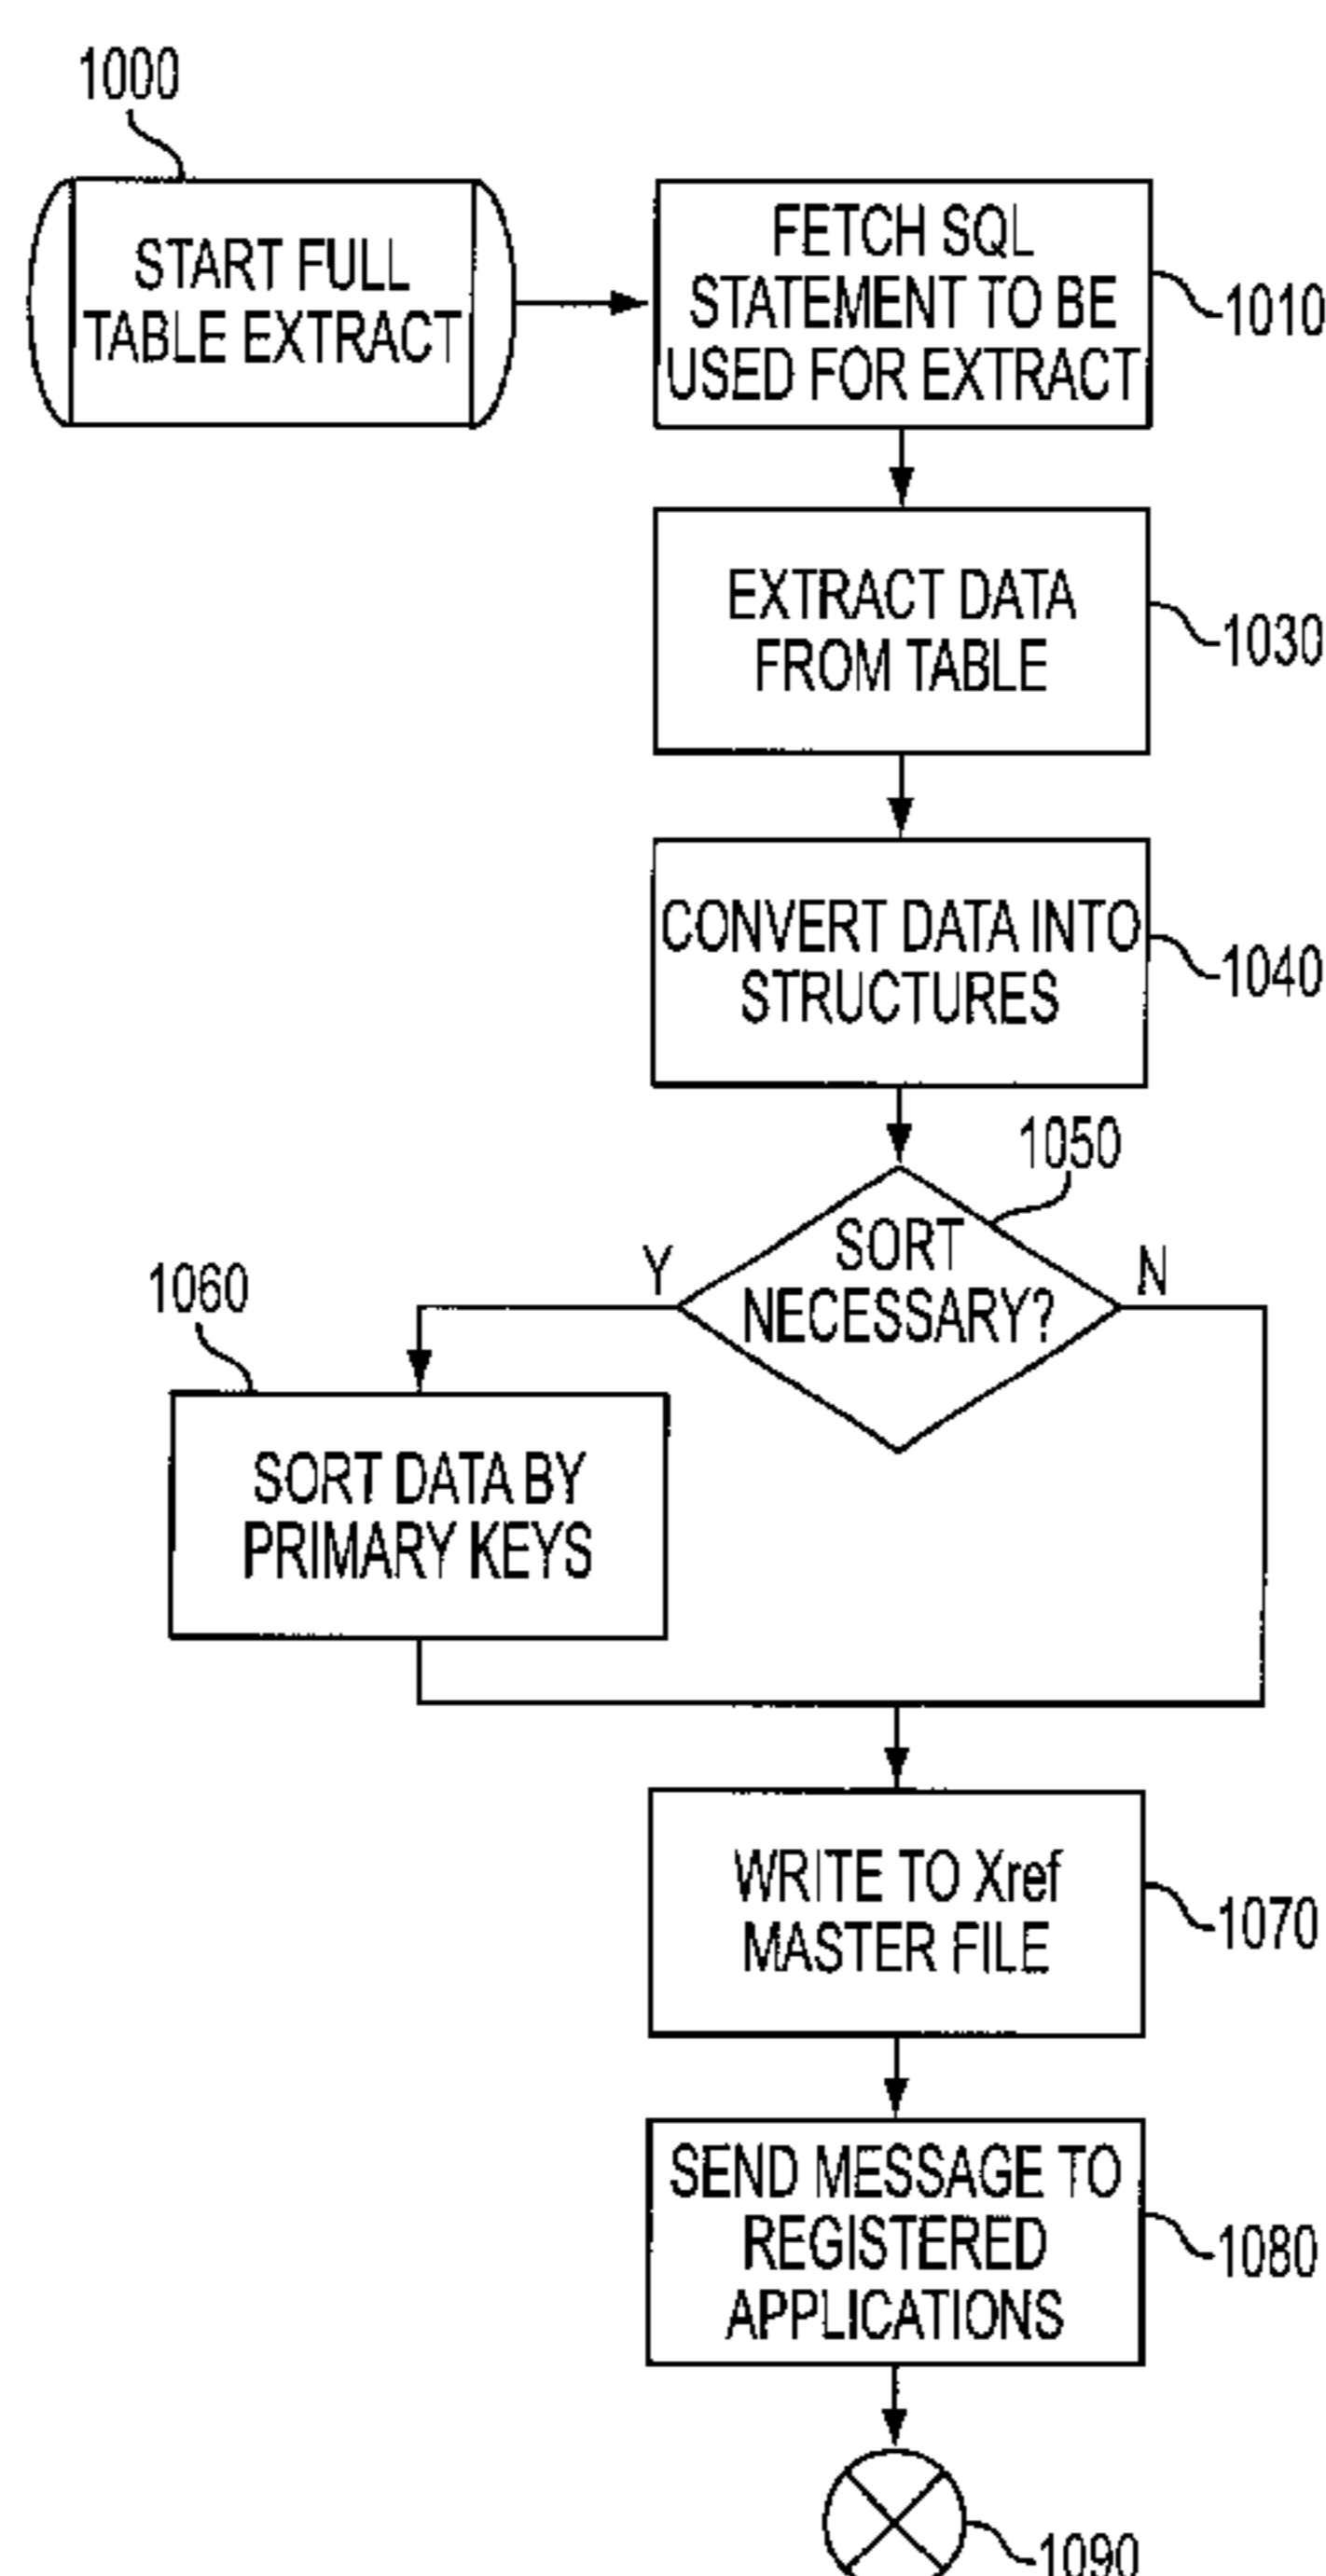 1000
START FULL
TABLE EXTRACT
FETCH SQL
STATEMENT TO BE
USED FOR EXTRACT
1010
EXTRACT DATA
FROM TABLE
1030
CONVERT DATA INTO
STRUCTURES
1040
1050
SORT
NECESSARY?
Y
N
1060
SORT DATA BY
PRIMARY KEYS
WRITE TO Xref
MASTER FILE
1070
SEND MESSAGE TO
REGISTERED
APPLICATIONS
1080
1090